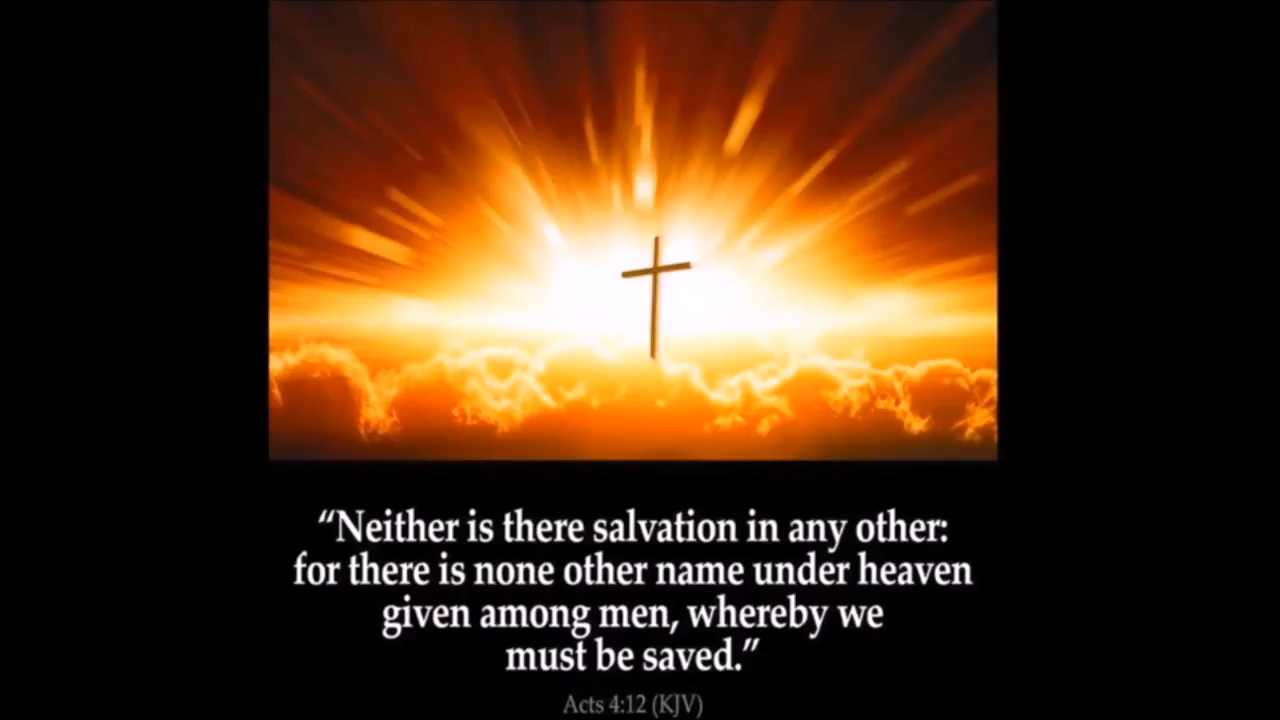 “Neither is there salvation in any other:
for there is none other name under heaven
given among men, whereby we
must be saved.”
Acts 4:12 (KJV)